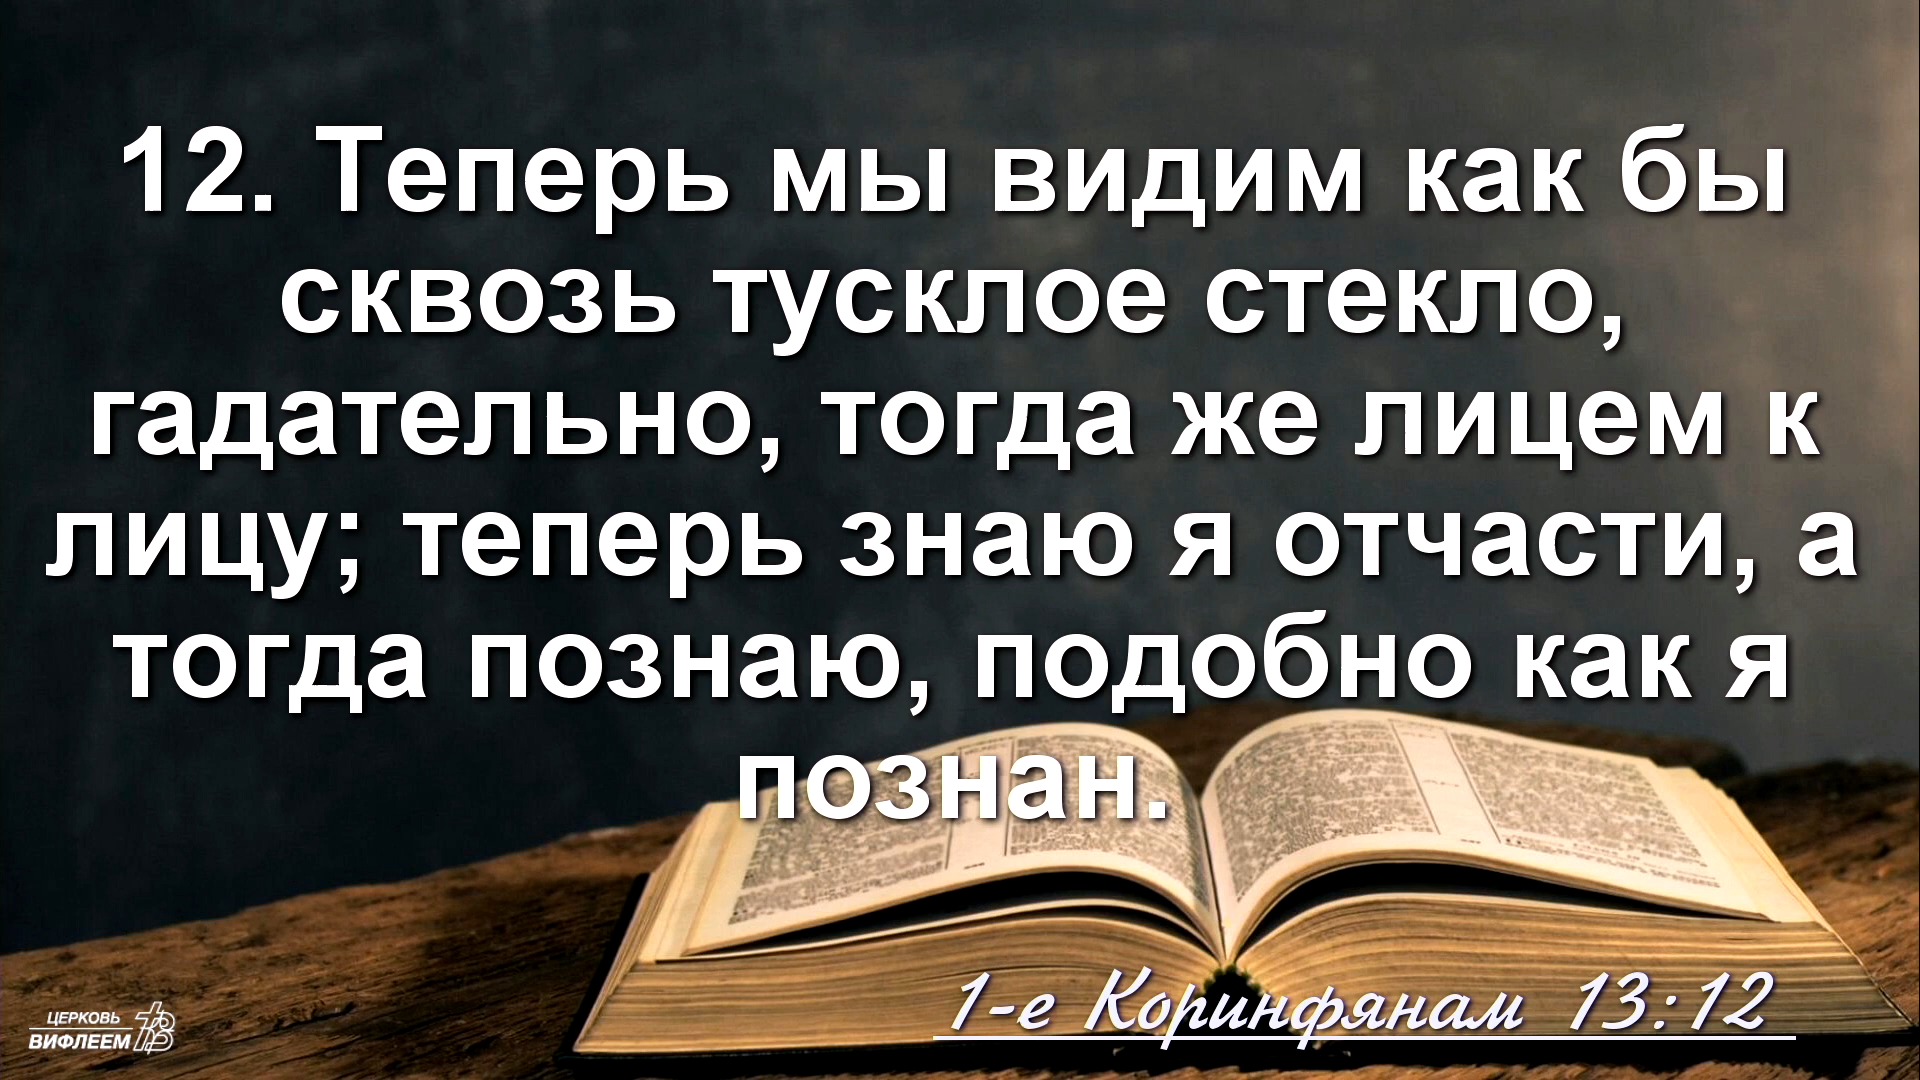 12. Теперь мы видим как бы
сквозь тусклое стекло,
гадательно, тогда же лицем к
лицу; теперь знаю я отчасти, а
тогда познаю, подобно как я
познан.
1-е Коринфянам 13:12
ЦЕРКОВЬ
ВИФЛЕЕМ